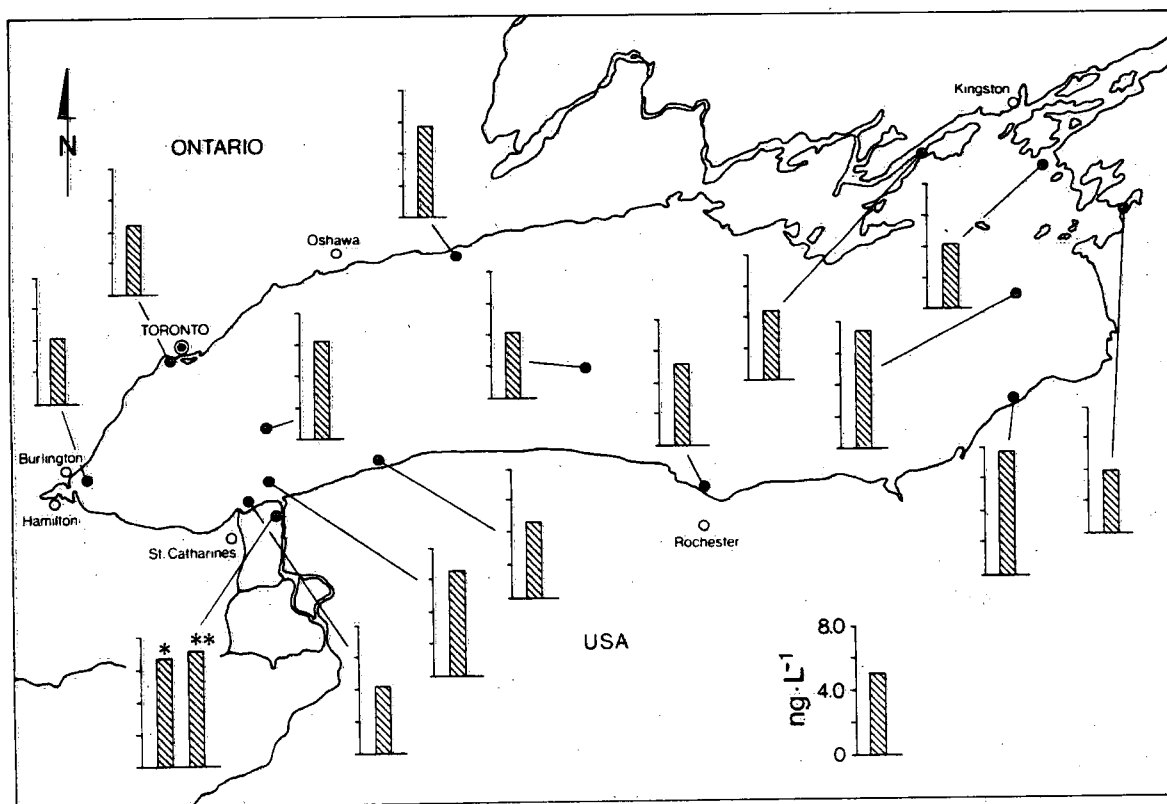 Kingston
N
ONTARIO
Oshawa
TORONTO
Burlington
Hamilton
St. Catharines
Rochester
USA
* **
8.0
4.0
0
ng·L⁻¹